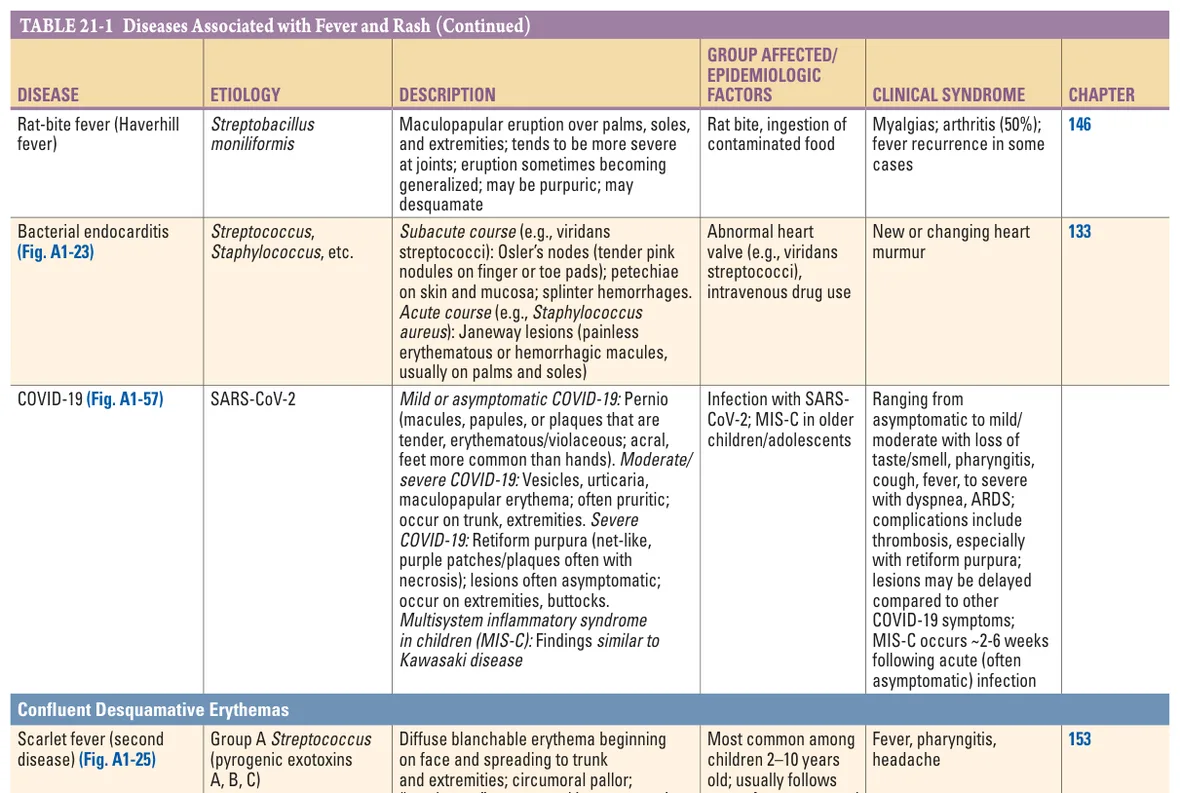 TABLE 21-1 Diseases Associated with Fever and Rash (Continued)
DISEASE
ETIOLOGY
DESCRIPTION
GROUP AFFECTED/
EPIDEMIOLOGIC
FACTORS
CLINICAL SYNDROME
CHAPTER
Rat-bite fever (Haverhill
fever)
Streptobacillus
moniliformis
Maculopapular eruption over palms, soles,
and extremities; tends to be more severe
at joints; eruption sometimes becoming
generalized; may be purpuric; may
desquamate
Rat bite, ingestion of
contaminated food
Myalgias; arthritis (50%);
fever recurrence in some
cases
146
Bacterial endocarditis
(Fig. A1-23)
Streptococcus,
Staphylococcus, etc.
Subacute course (e.g., viridans
streptococci): Osler’s nodes (tender pink
nodules on finger or toe pads); petechiae
on skin and mucosa; splinter hemorrhages.
Acute course (e.g., Staphylococcus
aureus): Janeway lesions (painless
erythematous or hemorrhagic macules,
usually on palms and soles)
Abnormal heart
valve (e.g., viridans
streptococci),
intravenous drug use
New or changing heart
murmur
133
COVID-19 (Fig. A1-57)
SARS-CoV-2
Mild or asymptomatic COVID-19: Pernio
(macules, papules, or plaques that are
tender, erythematous/violaceous; acral,
feet more common than hands). Moderate/
severe COVID-19: Vesicles, urticaria,
maculopapular erythema; often pruritic;
occur on trunk, extremities. Severe
COVID-19: Retiform purpura (net-like,
purple patches/plaques often with
necrosis); lesions often asymptomatic;
occur on extremities, buttocks.
Multisystem inflammatory syndrome
in children (MIS-C): Findings similar to
Kawasaki disease
Infection with SARS-
CoV-2; MIS-C in older
children/adolescents
Ranging from
asymptomatic to mild/
moderate with loss of
taste/smell, pharyngitis,
cough, fever, to severe
with dyspnea, ARDS;
complications include
thrombosis, especially
with retiform purpura;
lesions may be delayed
compared to other
COVID-19 symptoms;
MIS-C occurs ~2-6 weeks
following acute (often
asymptomatic) infection
Confluent Desquamative Erythemas
Scarlet fever (second
disease) (Fig. A1-25)
Group A Streptococcus
(pyrogenic exotoxins
A, B, C)
Diffuse blanchable erythema beginning
on face and spreading to trunk
and extremities; circumoral pallor;
Most common among
children 2–10 years
old; usually follows
Fever, pharyngitis,
headache
153